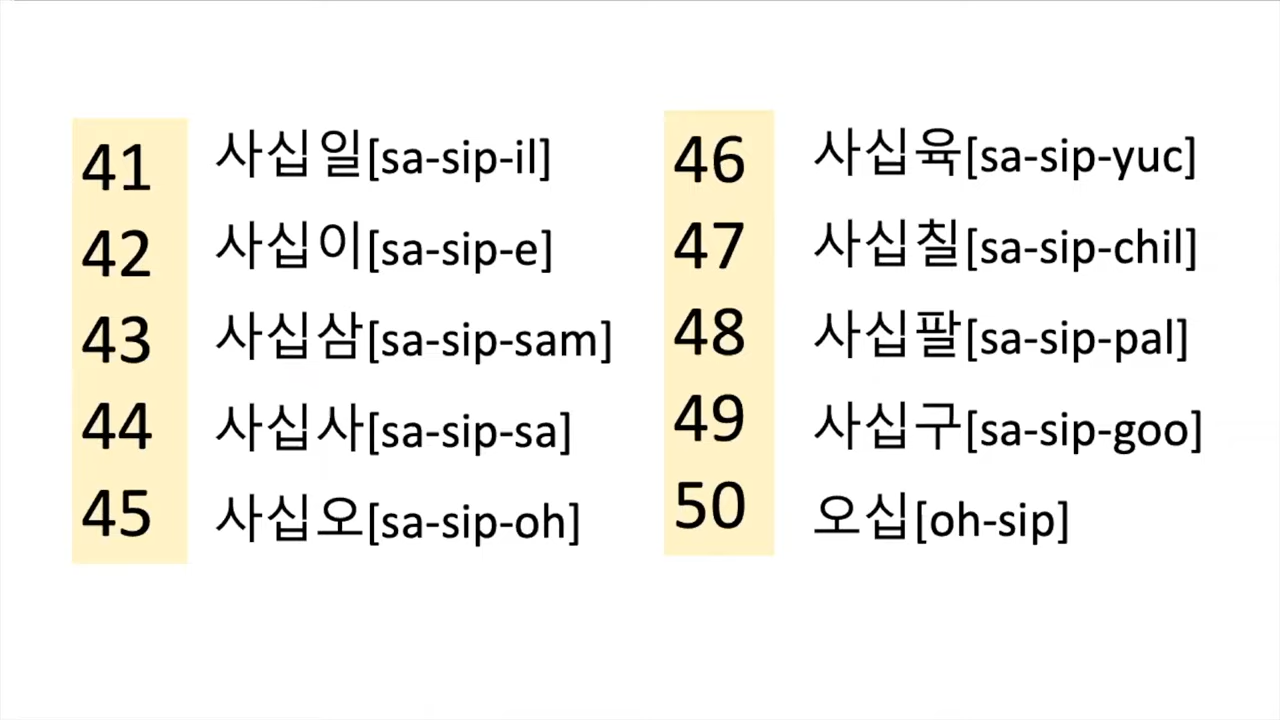 41 사십일[sa-sip-il]
42 사십이[sa-sip-e]
43 사십삼[sa-sip-sam]
44 사십사[sa-sip-sa]
45 사십오[sa-sip-oh]
46 사십육[sa-sip-yuc]
47 사십칠[sa-sip-chil]
48 사십팔[sa-sip-pal]
49 사십구[sa-sip-goo]
50 오십[oh-sip]